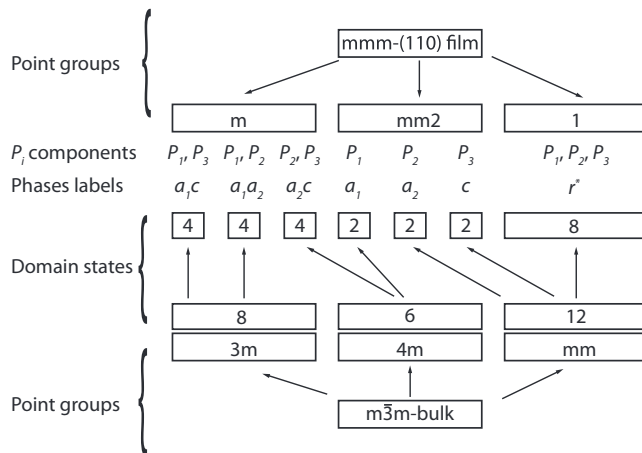 mmm-(110) film
Point groups
m mm2 1
P_i components P_1, P_3 P_1, P_2 P_2, P_3 P_1 P_2 P_3 P_1, P_2, P_3
Phases labels a_1c a_1a_2 a_2c a_1 a_2 c r*
4 4 4 2 2 2 8
Domain states
8 6 12
3m 4m mm
Point groups
m3̅m-bulk